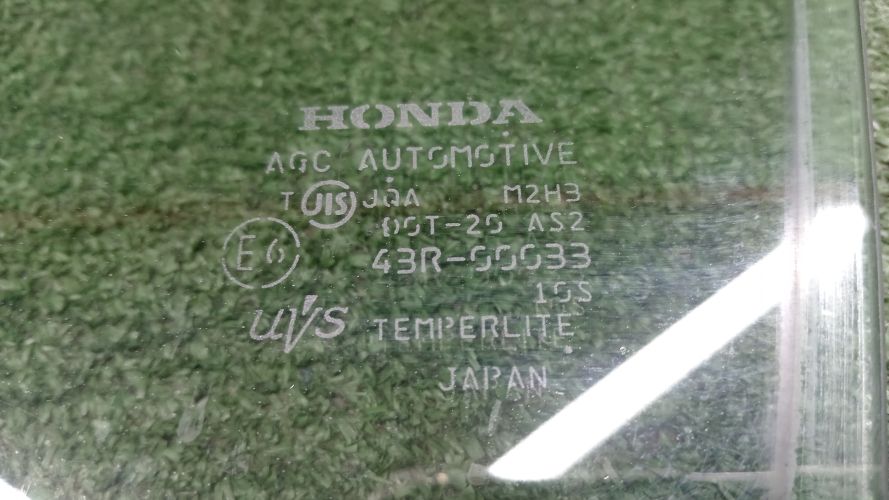 HONDA
AGC AUTOMOTIVE
T JIS JQA M2H3
DOT-20 AS2
E6 43R-00033
UVS TEMPERLITE
JAPAN